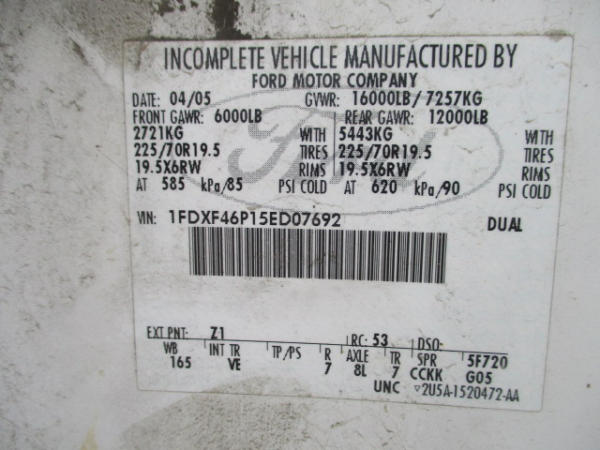 INCOMPLETE VEHICLE MANUFACTURED BY
FORD MOTOR COMPANY
DATE: 04/05 GVWR: 16000LB/ 7257KG
FRONT GAWR: 6000LB REAR GAWR: 12000LB
2721KG WITH 5443KG WITH
225/70R19.5 TIRES 225/70R19.5 TIRES
19.5X6RW RIMS 19.5X6RW RIMS
AT 585 kPa/85 PSI COLD AT 620 kPa/90 PSI COLD
VIN: 1FDXF46P15ED07692 DUAL
EXT PNT: Z1 RC: 53 DSO:
WB INT TR TP/PS R AXLE TR SPR 5F720
165 VE 7 8L 7 CCKK G05
UNC ▽2U5A-1520472-AA
Ford